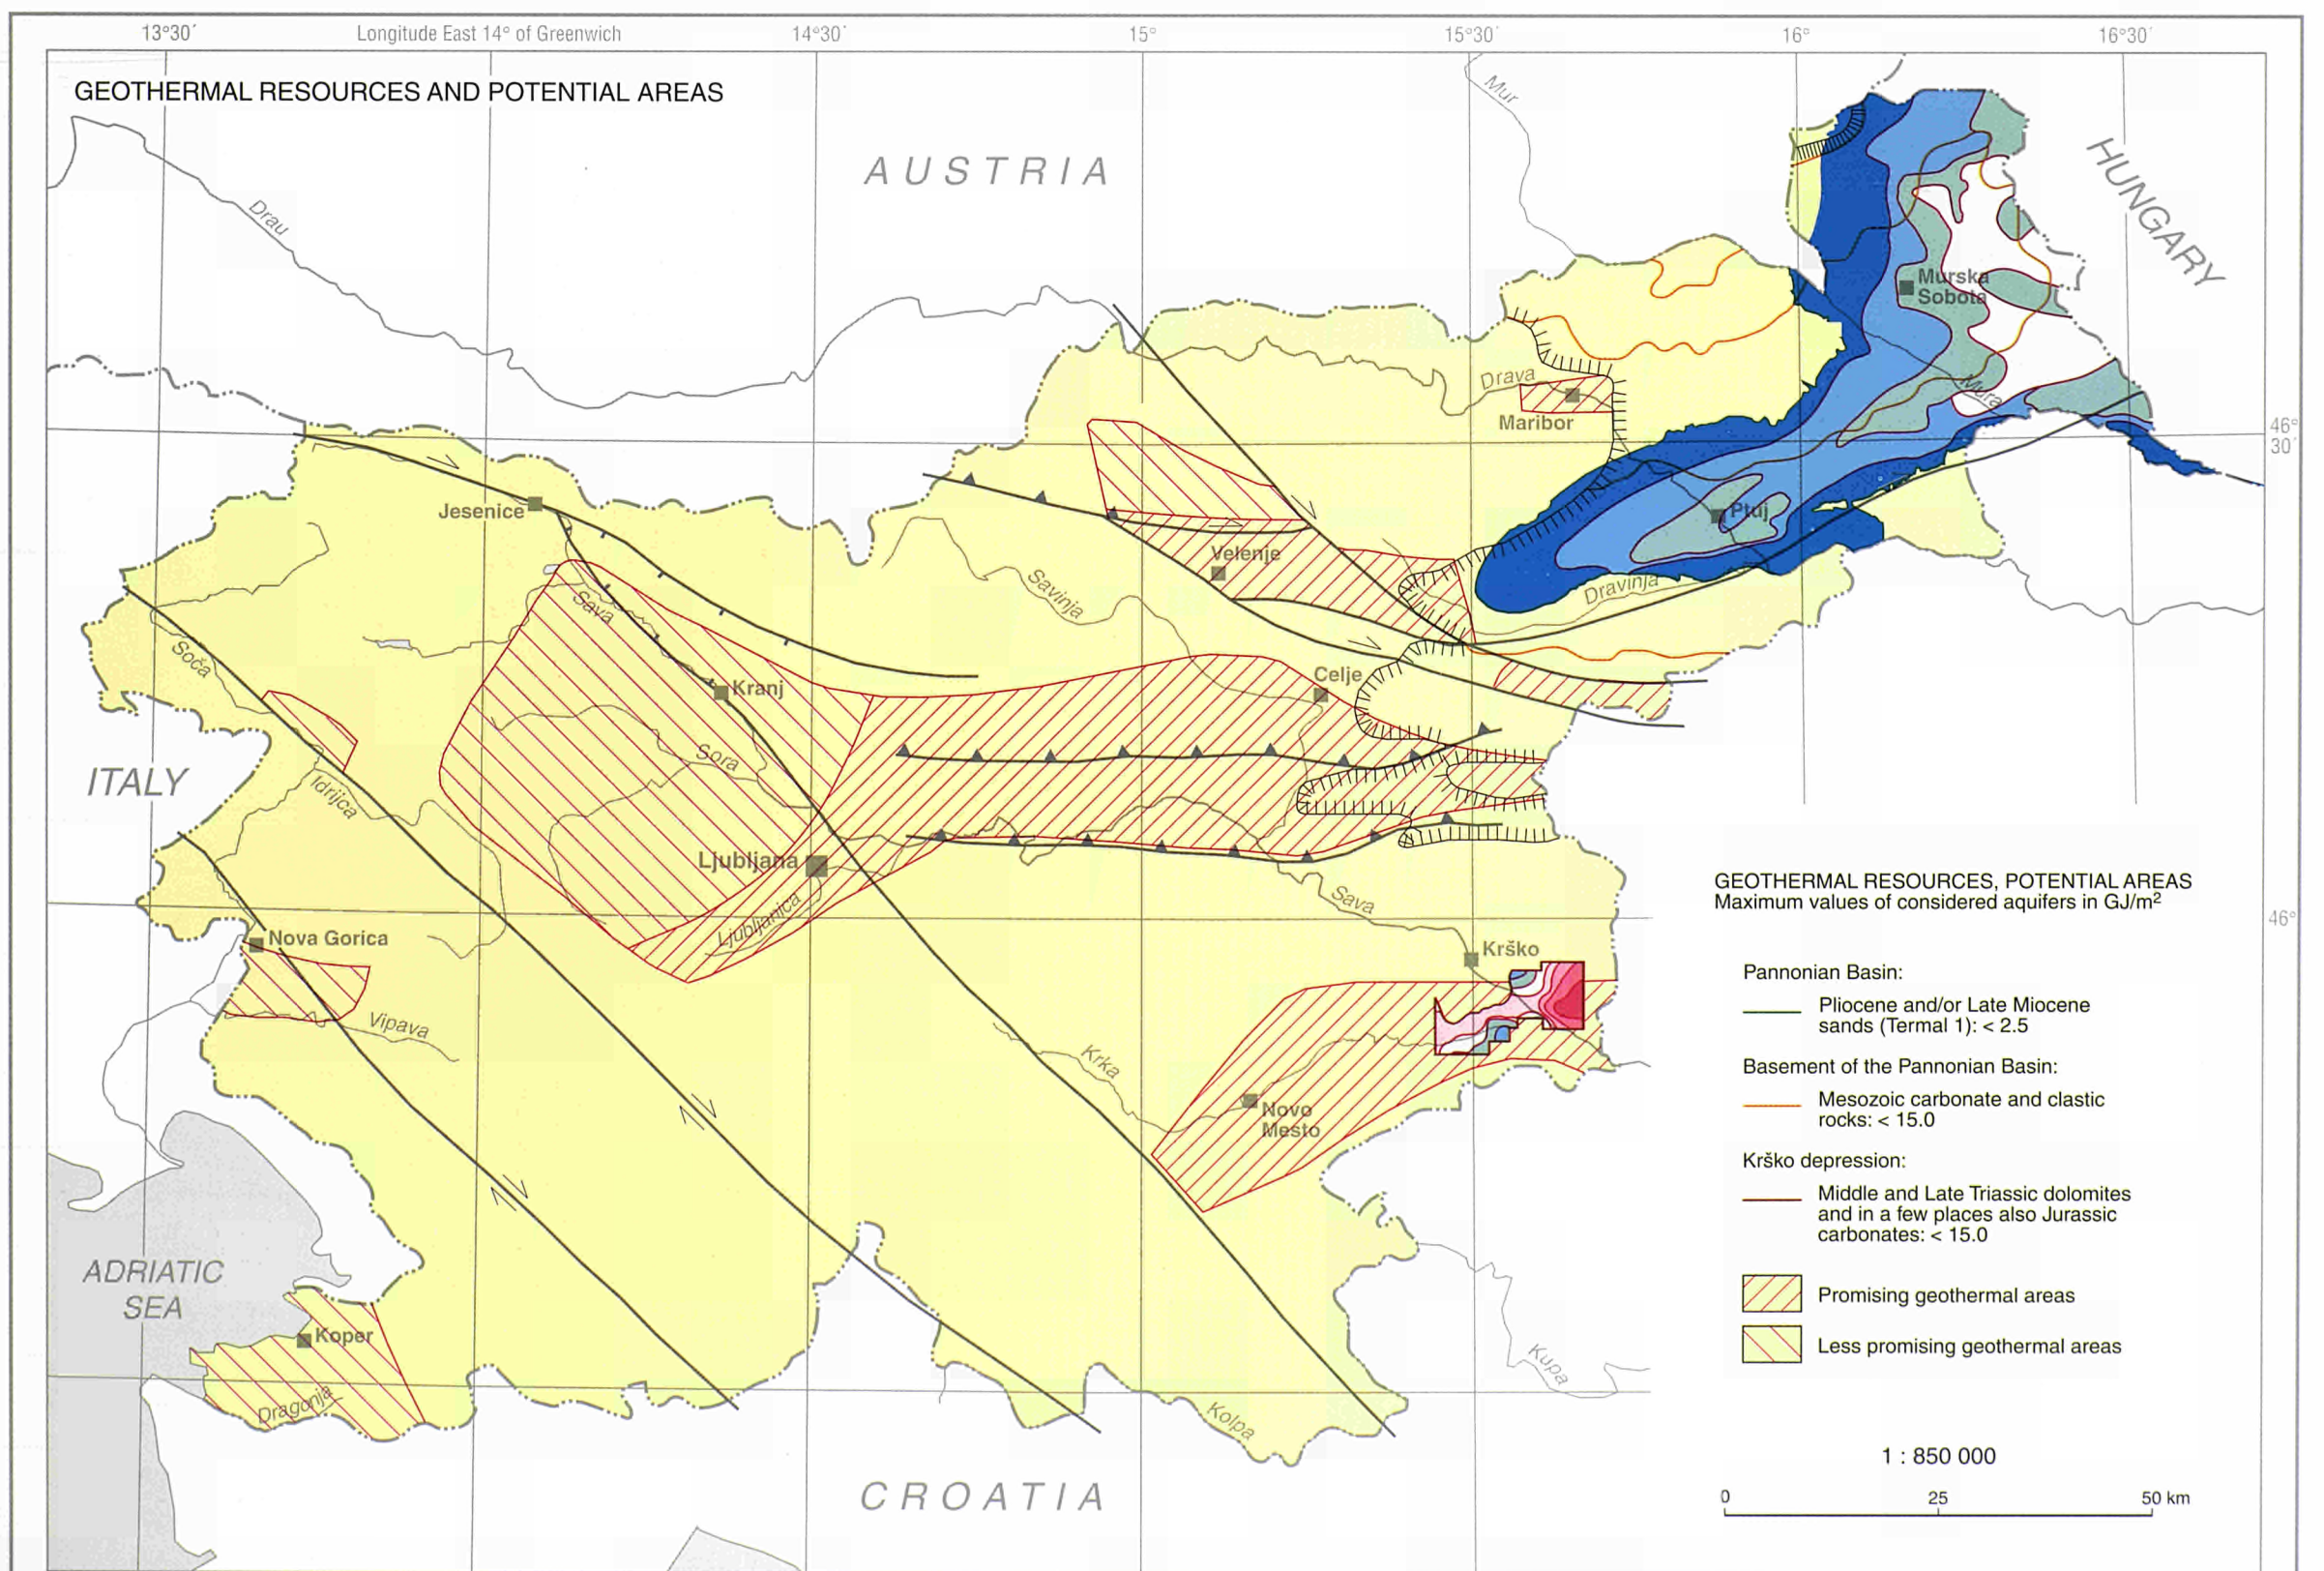 13°30´
Longitude East 14° of Greenwich
14°30´
15°
15°30´
16°
16°30´
GEOTHERMAL RESOURCES AND POTENTIAL AREAS
AUSTRIA
Mur
HUNGARY
Drau
Murska
Sobota
Drava
Maribor
Mura
46°
30´
Jesenice
Ptuj
Velenje
Savinja
Dravinja
Sava
Soča
Celje
Kranj
Sora
ITALY
Idrijca
Ljubljana
Ljubljanica
Sava
46°
Nova Gorica
Krško
Vipava
Krka
Novo
Mesto
ADRIATIC
SEA
Koper
Dragonja
Kupa
Kolpa
CROATIA
GEOTHERMAL RESOURCES, POTENTIAL AREAS
Maximum values of considered aquifers in GJ/m²
Pannonian Basin:
Pliocene and/or Late Miocene
sands (Termal 1): < 2.5
Basement of the Pannonian Basin:
Mesozoic carbonate and clastic
rocks: < 15.0
Krško depression:
Middle and Late Triassic dolomites
and in a few places also Jurassic
carbonates: < 15.0
Promising geothermal areas
Less promising geothermal areas
1 : 850 000
0 25 50 km